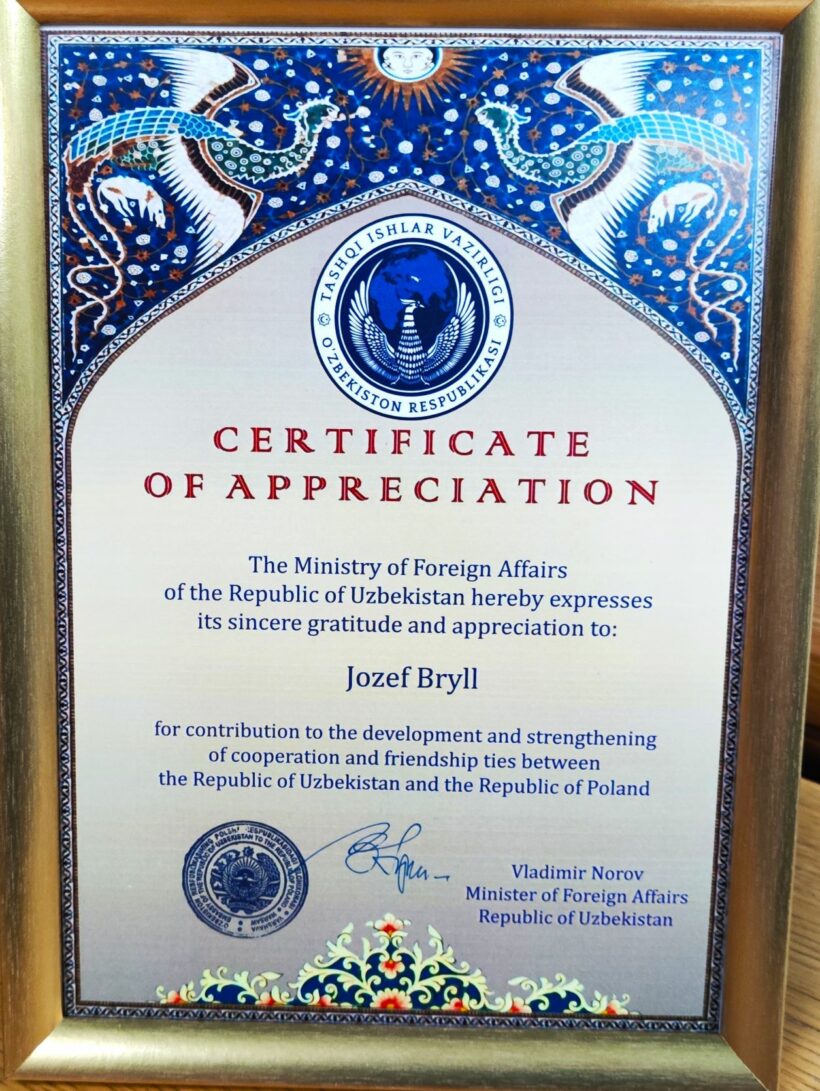 TASHQI ISHLAR VAZIRLIGI
O'ZBEKISTON RESPUBLIKASI
CERTIFICATE
OF APPRECIATION
The Ministry of Foreign Affairs
of the Republic of Uzbekistan hereby expresses
its sincere gratitude and appreciation to:
Jozef Bryll
for contribution to the development and strengthening
of cooperation and friendship ties between
the Republic of Uzbekistan and the Republic of Poland
Vladimir Norov
Minister of Foreign Affairs
Republic of Uzbekistan